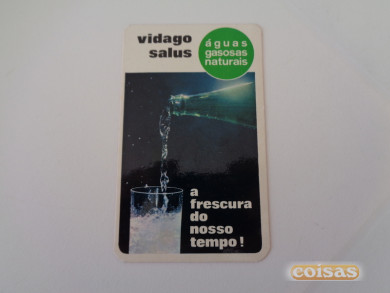 vidago
salus
águas
gasosas
naturais
a
frescura
do
nosso
tempo!
coisas